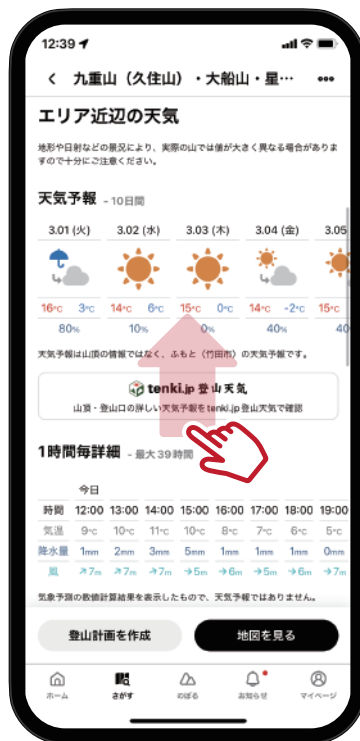 12:39
九重山（久住山）・大船山・星…
エリア近辺の天気
地形や日射などの景況により、実際の山では値が大きく異なる場合がありま
すので十分にご注意ください。
天気予報 - 10日間
3.01 (火) 3.02 (水) 3.03 (木) 3.04 (金) 3.05
16°C 3°C 14°C 6°C 15°C 0°C 14°C -2°C 15°C
80% 10% 0% 40% 40
天気予報は山頂の情報ではなく、ふもと（竹田市）の天気予報です。
tenki.jp 登山天気
山頂・登山口の詳しい天気予報を tenki.jp 登山天気で確認
1時間毎詳細 - 最大39時間
今日
時間 12:00 13:00 14:00 15:00 16:00 17:00 18:00 19:00
気温 9°C 10°C 11°C 10°C 8°C 7°C 6°C 5°C
降水量 1mm 2mm 3mm 5mm 1mm 1mm 1mm 0mm
風 ↗7m ↗7m →7m →5m →6m →5m →6m →7m
気象予測の数値計算結果を表示したもので、天気予報ではありません。
登山計画を作成 地図を見る
ホーム さがす のぼる お知らせ マイページ